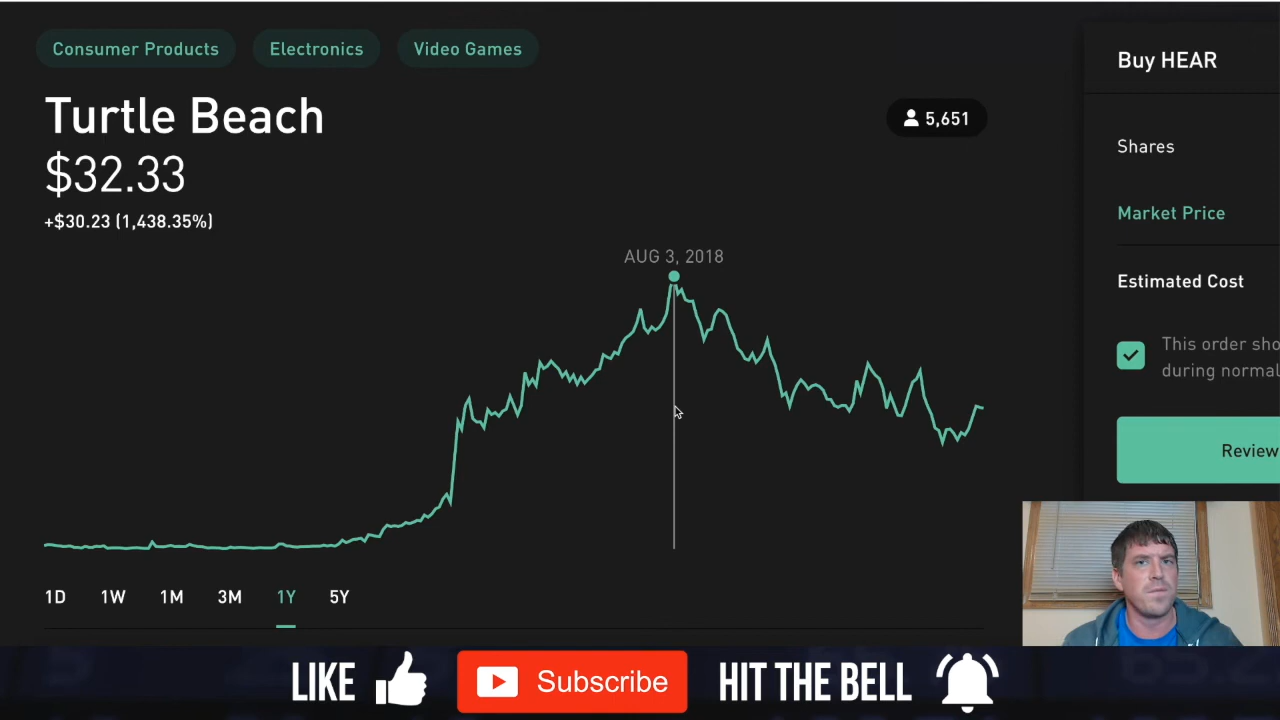 Consumer Products Electronics Video Games
Turtle Beach
$32.33
+$30.23 (1,438.35%)
5,651
AUG 3, 2018
1D 1W 1M 3M 1Y 5Y
Buy HEAR
Shares
Market Price
Estimated Cost
This order sho
during normal
Review
LIKE Subscribe HIT THE BELL